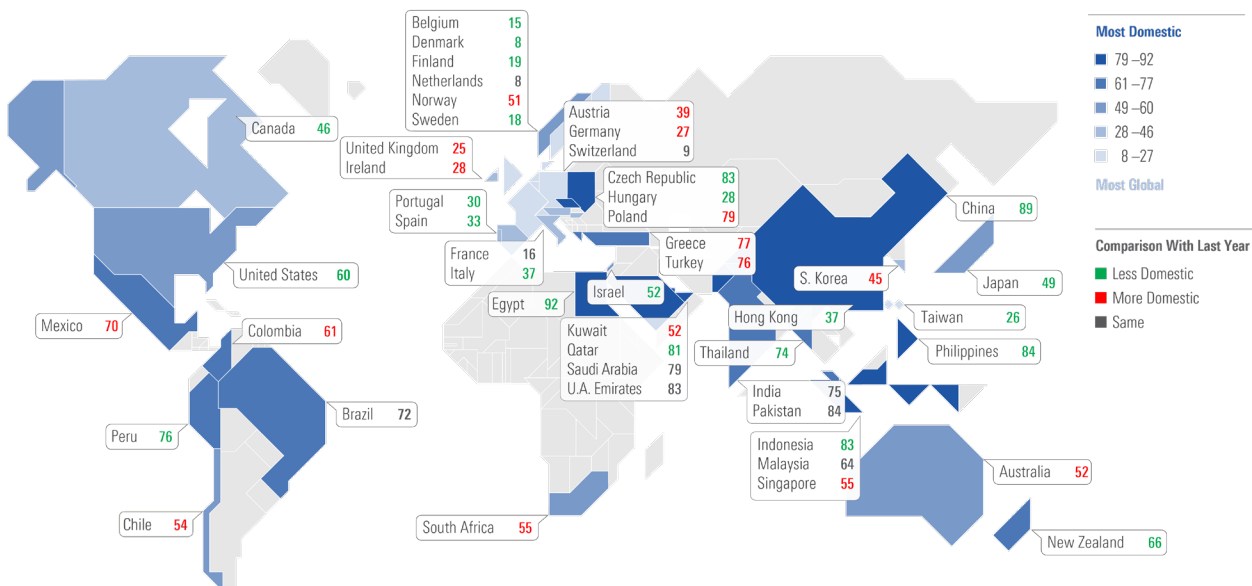 Belgium 15
Denmark 8
Finland 19
Netherlands 8
Norway 51
Sweden 18
Canada 46
United Kingdom 25
Ireland 28
Austria 39
Germany 27
Switzerland 9
Czech Republic 83
Hungary 28
Poland 79
Portugal 30
Spain 33
France 16
Italy 37
Greece 77
Turkey 76
China 89
United States 60
S. Korea 45
Japan 49
Egypt 92
Israel 52
Mexico 70
Colombia 61
Hong Kong 37
Taiwan 26
Kuwait 52
Qatar 81
Saudi Arabia 79
U.A. Emirates 83
Thailand 74
Philippines 84
India 75
Pakistan 84
Brazil 72
Peru 76
Indonesia 83
Malaysia 64
Singapore 55
Australia 52
Chile 54
South Africa 55
New Zealand 66
Most Domestic
79 –92
61 –77
49 –60
28 –46
8 –27
Most Global
Comparison With Last Year
Less Domestic
More Domestic
Same